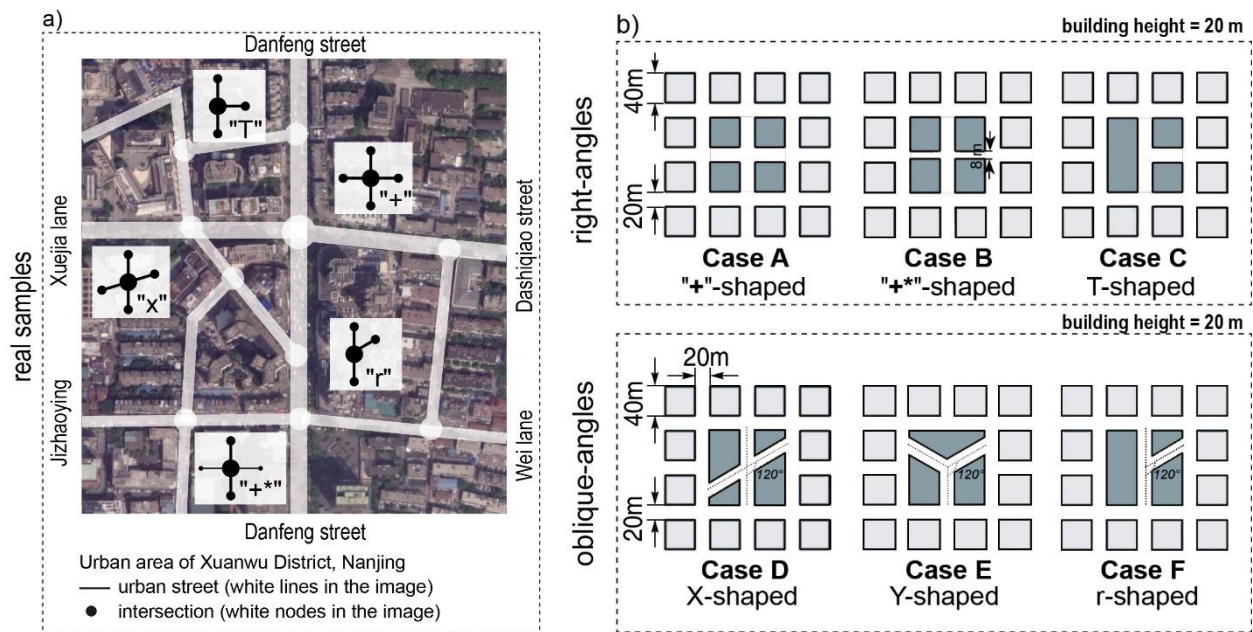 a)
Danfeng street
"T"
"+"
Xuejia lane
Dashiqiao street
real samples
"x"
"r"
Jizhaoying
Wei lane
"+*"
Danfeng street
Urban area of Xuanwu District, Nanjing
urban street (white lines in the image)
intersection (white nodes in the image)
b)
building height = 20 m
right-angles
40m
8 m
20m
Case A
Case B
Case C
"+"-shaped
"+*"-shaped
T-shaped
building height = 20 m
oblique-angles
20m
40m
120°
120°
120°
20m
Case D
Case E
Case F
X-shaped
Y-shaped
r-shaped